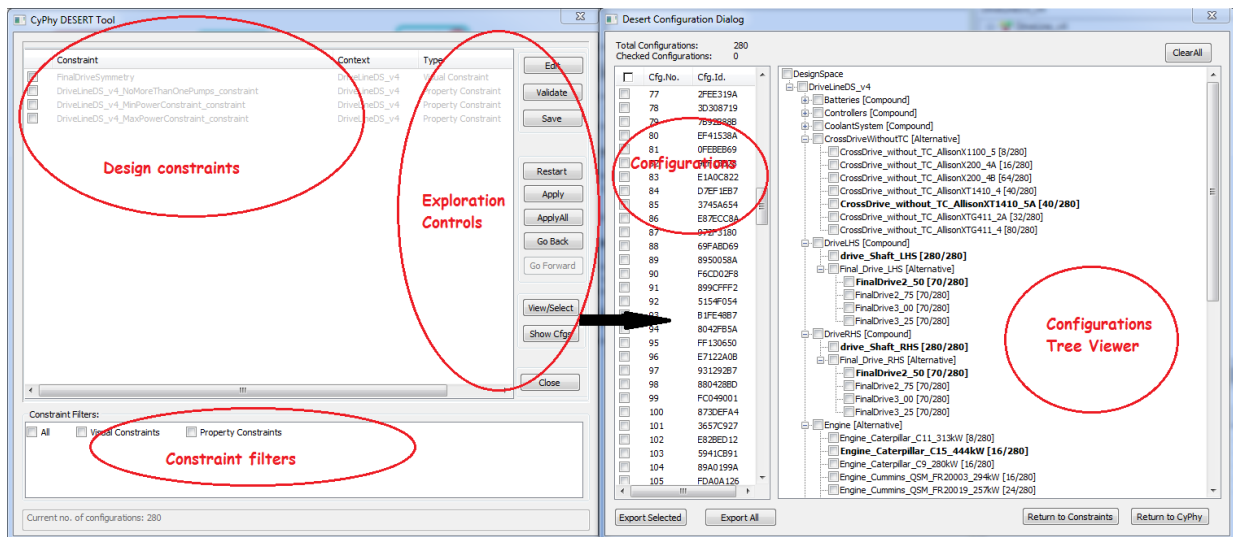 CyPhy DESERT Tool
Constraint Context Type
FinalDriveSymmetry DriveLineDS_v4 Visual Constraint
DriveLineDS_v4_NoMoreThanOnePumps_constraint DriveLineDS_v4 Property Constraint
DriveLineDS_v4_MinPowerConstraint_constraint DriveLineDS_v4 Property Constraint
DriveLineDS_v4_MaxPowerConstraint_constraint DriveLineDS_v4 Property Constraint
Design constraints
Exploration
Controls
Edit
Validate
Save
Restart
Apply
ApplyAll
Go Back
Go Forward
View/Select
Show Cfgs
Close
Constraint Filters:
All Visual Constraints Property Constraints
Constraint filters
Current no. of configurations: 280
Desert Configuration Dialog
Total Configurations: 280
Checked Configurations: 0
ClearAll
Cfg.No. Cfg.Id.
77 2FEE319A
78 3D308719
79 7B92B88B
80 EF41538A
81 0FEBEB69
Configurations
83 E1A0C822
84 D7EF1EB7
85 3745A654
86 E87ECC8A
87 972F3180
88 69FABD69
89 8950058A
90 F6CD02F8
91 899CFFF2
92 5154F054
93 B1FE48B7
94 8042FB5A
95 FF130650
96 E7122A0B
97 931292B7
98 880428BD
99 FC049001
100 873DEFA4
101 3657C927
102 E82BED12
103 5941CB91
104 89A0199A
105 FDA0A126
DesignSpace
DriveLineDS_v4
Batteries [Compound]
Controllers [Compound]
CoolantSystem [Compound]
CrossDriveWithoutTC [Alternative]
CrossDrive_without_TC_AllisonX1100_5 [8/280]
CrossDrive_without_TC_AllisonX200_4A [16/280]
CrossDrive_without_TC_AllisonX200_4B [64/280]
CrossDrive_without_TC_AllisonXT1410_4 [40/280]
CrossDrive_without_TC_AllisonXT1410_5A [40/280]
CrossDrive_without_TC_AllisonXTG411_2A [32/280]
CrossDrive_without_TC_AllisonXTG411_4 [80/280]
DriveLHS [Compound]
drive_Shaft_LHS [280/280]
Final_Drive_LHS [Alternative]
FinalDrive2_50 [70/280]
FinalDrive2_75 [70/280]
FinalDrive3_00 [70/280]
FinalDrive3_25 [70/280]
DriveRHS [Compound]
drive_Shaft_RHS [280/280]
Final_Drive_RHS [Alternative]
FinalDrive2_50 [70/280]
FinalDrive2_75 [70/280]
FinalDrive3_00 [70/280]
FinalDrive3_25 [70/280]
Engine [Alternative]
Engine_Caterpillar_C11_313kW [8/280]
Engine_Caterpillar_C15_444kW [16/280]
Engine_Caterpillar_C9_280kW [16/280]
Engine_Cummins_QSM_FR20003_294kW [16/280]
Engine_Cummins_QSM_FR20019_257kW [24/280]
Configurations
Tree Viewer
Export Selected
Export All
Return to Constraints
Return to CyPhy